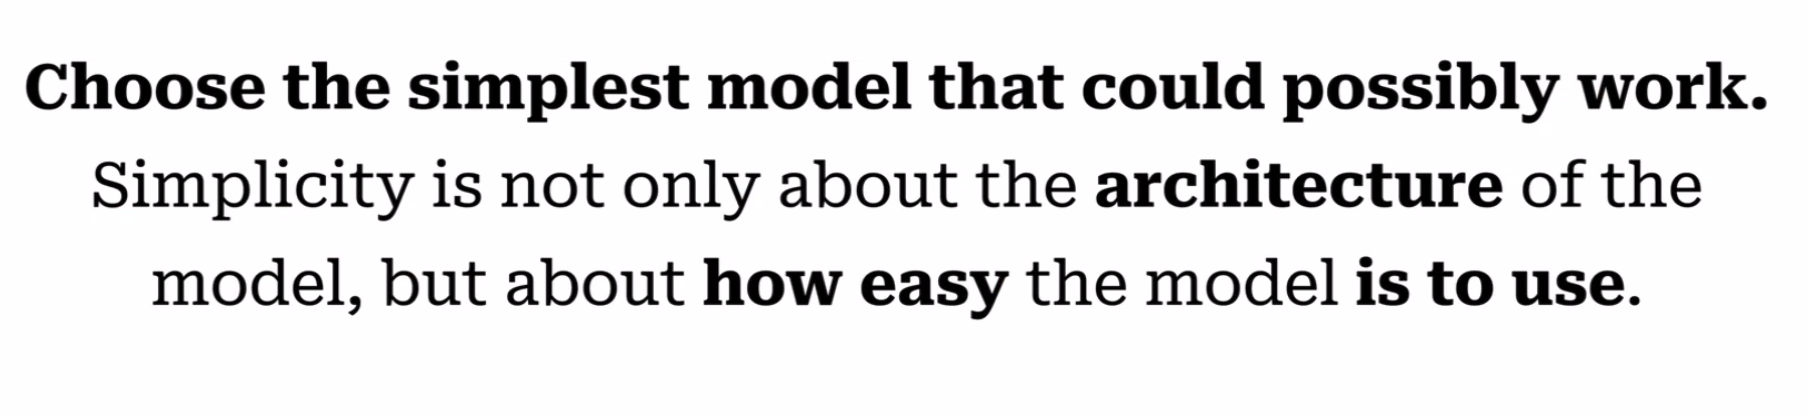 Choose the simplest model that could possibly work.
Simplicity is not only about the architecture of the
model, but about how easy the model is to use.